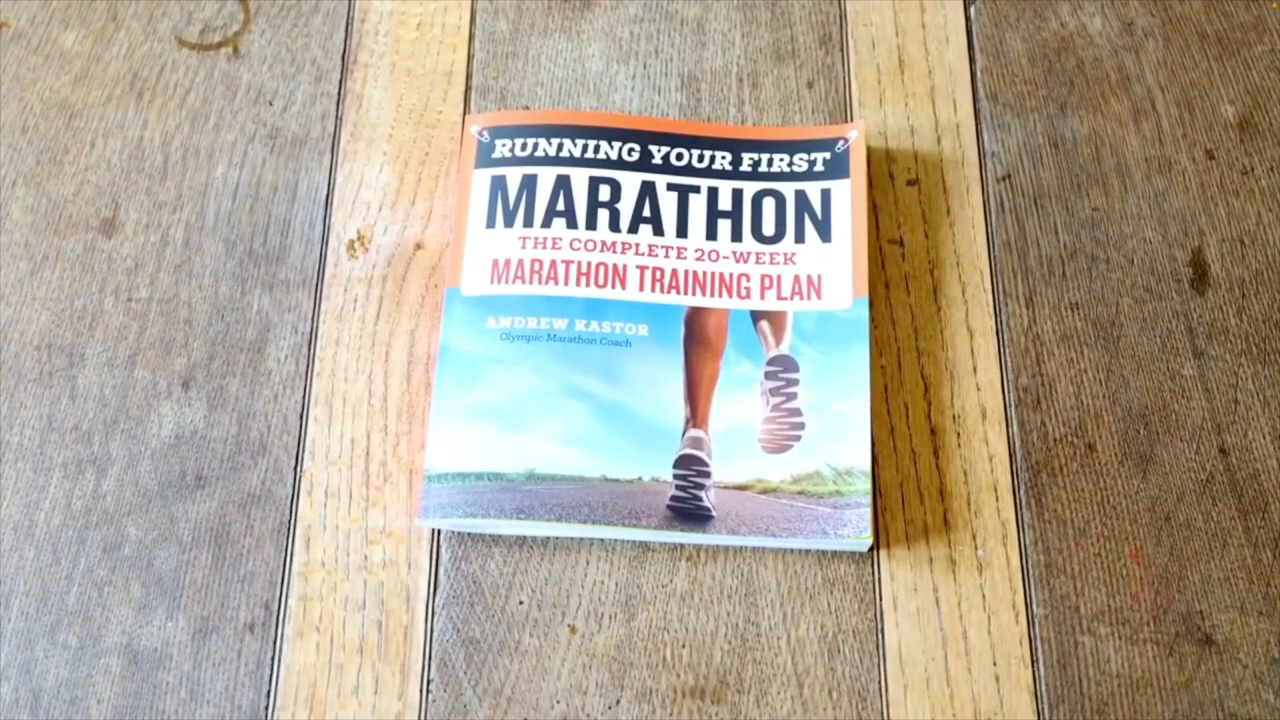 RUNNING YOUR FIRST
MARATHON
THE COMPLETE 20-WEEK
MARATHON TRAINING PLAN
ANDREW KASTOR
Olympic Marathon Coach